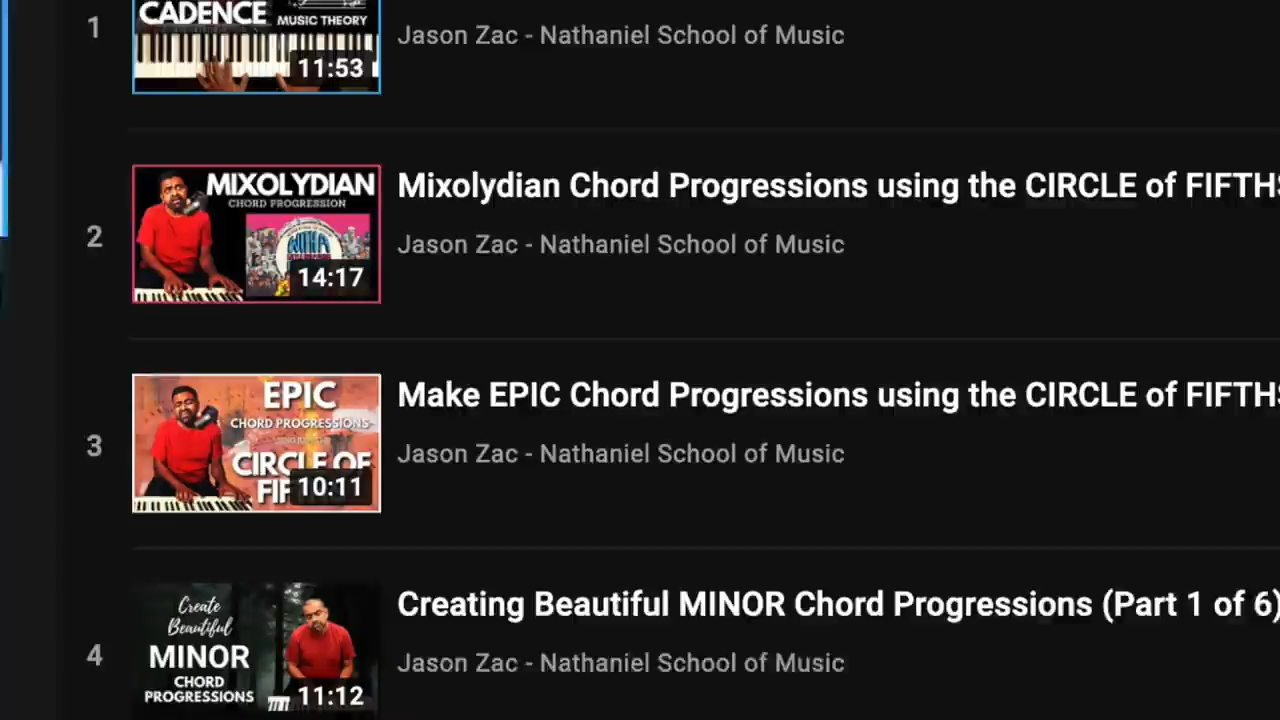 1
CADENCE
MUSIC THEORY
11:53
Jason Zac - Nathaniel School of Music
2
MIXOLYDIAN
CHORD PROGRESSION
14:17
Mixolydian Chord Progressions using the CIRCLE of FIFTHS
Jason Zac - Nathaniel School of Music
3
EPIC
CHORD PROGRESSIONS
CIRCLE OF
FIF
10:11
Make EPIC Chord Progressions using the CIRCLE of FIFTHS
Jason Zac - Nathaniel School of Music
4
Create
Beautiful
MINOR
CHORD
PROGRESSIONS
11:12
Creating Beautiful MINOR Chord Progressions (Part 1 of 6)
Jason Zac - Nathaniel School of Music